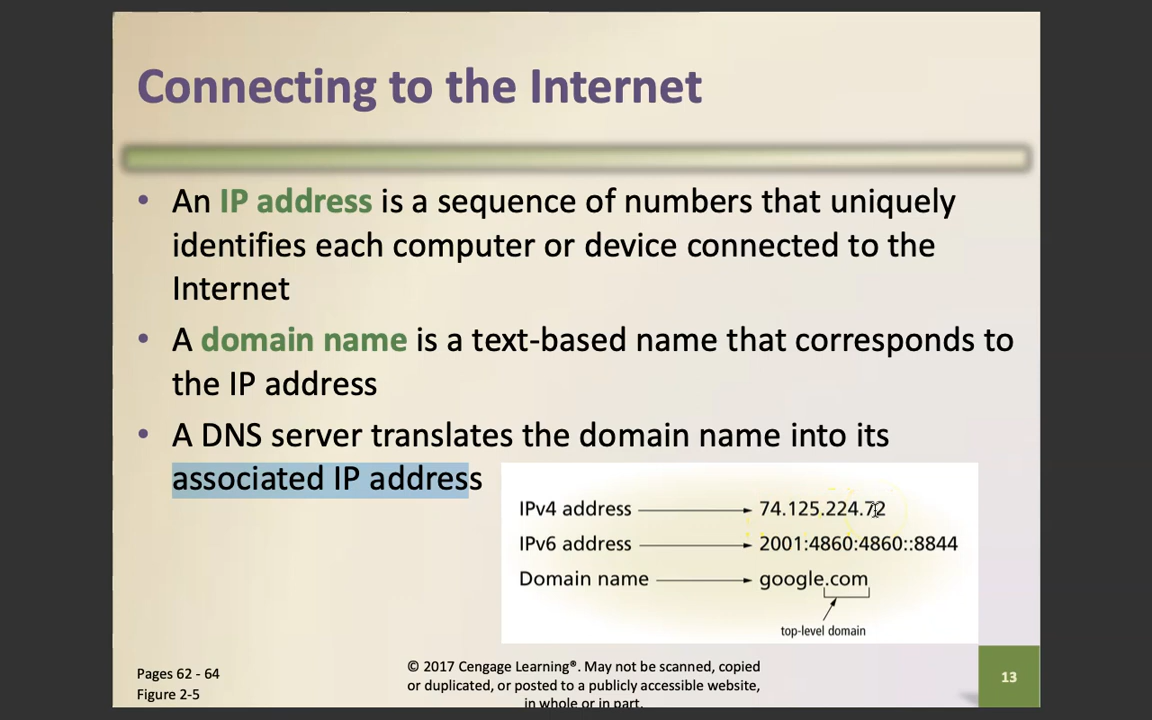 Connecting to the Internet
• An IP address is a sequence of numbers that uniquely
identifies each computer or device connected to the
Internet
• A domain name is a text-based name that corresponds to
the IP address
• A DNS server translates the domain name into its
associated IP address
IPv4 address 74.125.224.72
IPv6 address 2001:4860:4860::8844
Domain name google.com
top-level domain
Pages 62 - 64
Figure 2-5
© 2017 Cengage Learning®. May not be scanned, copied
or duplicated, or posted to a publicly accessible website,
in whole or in part.
13